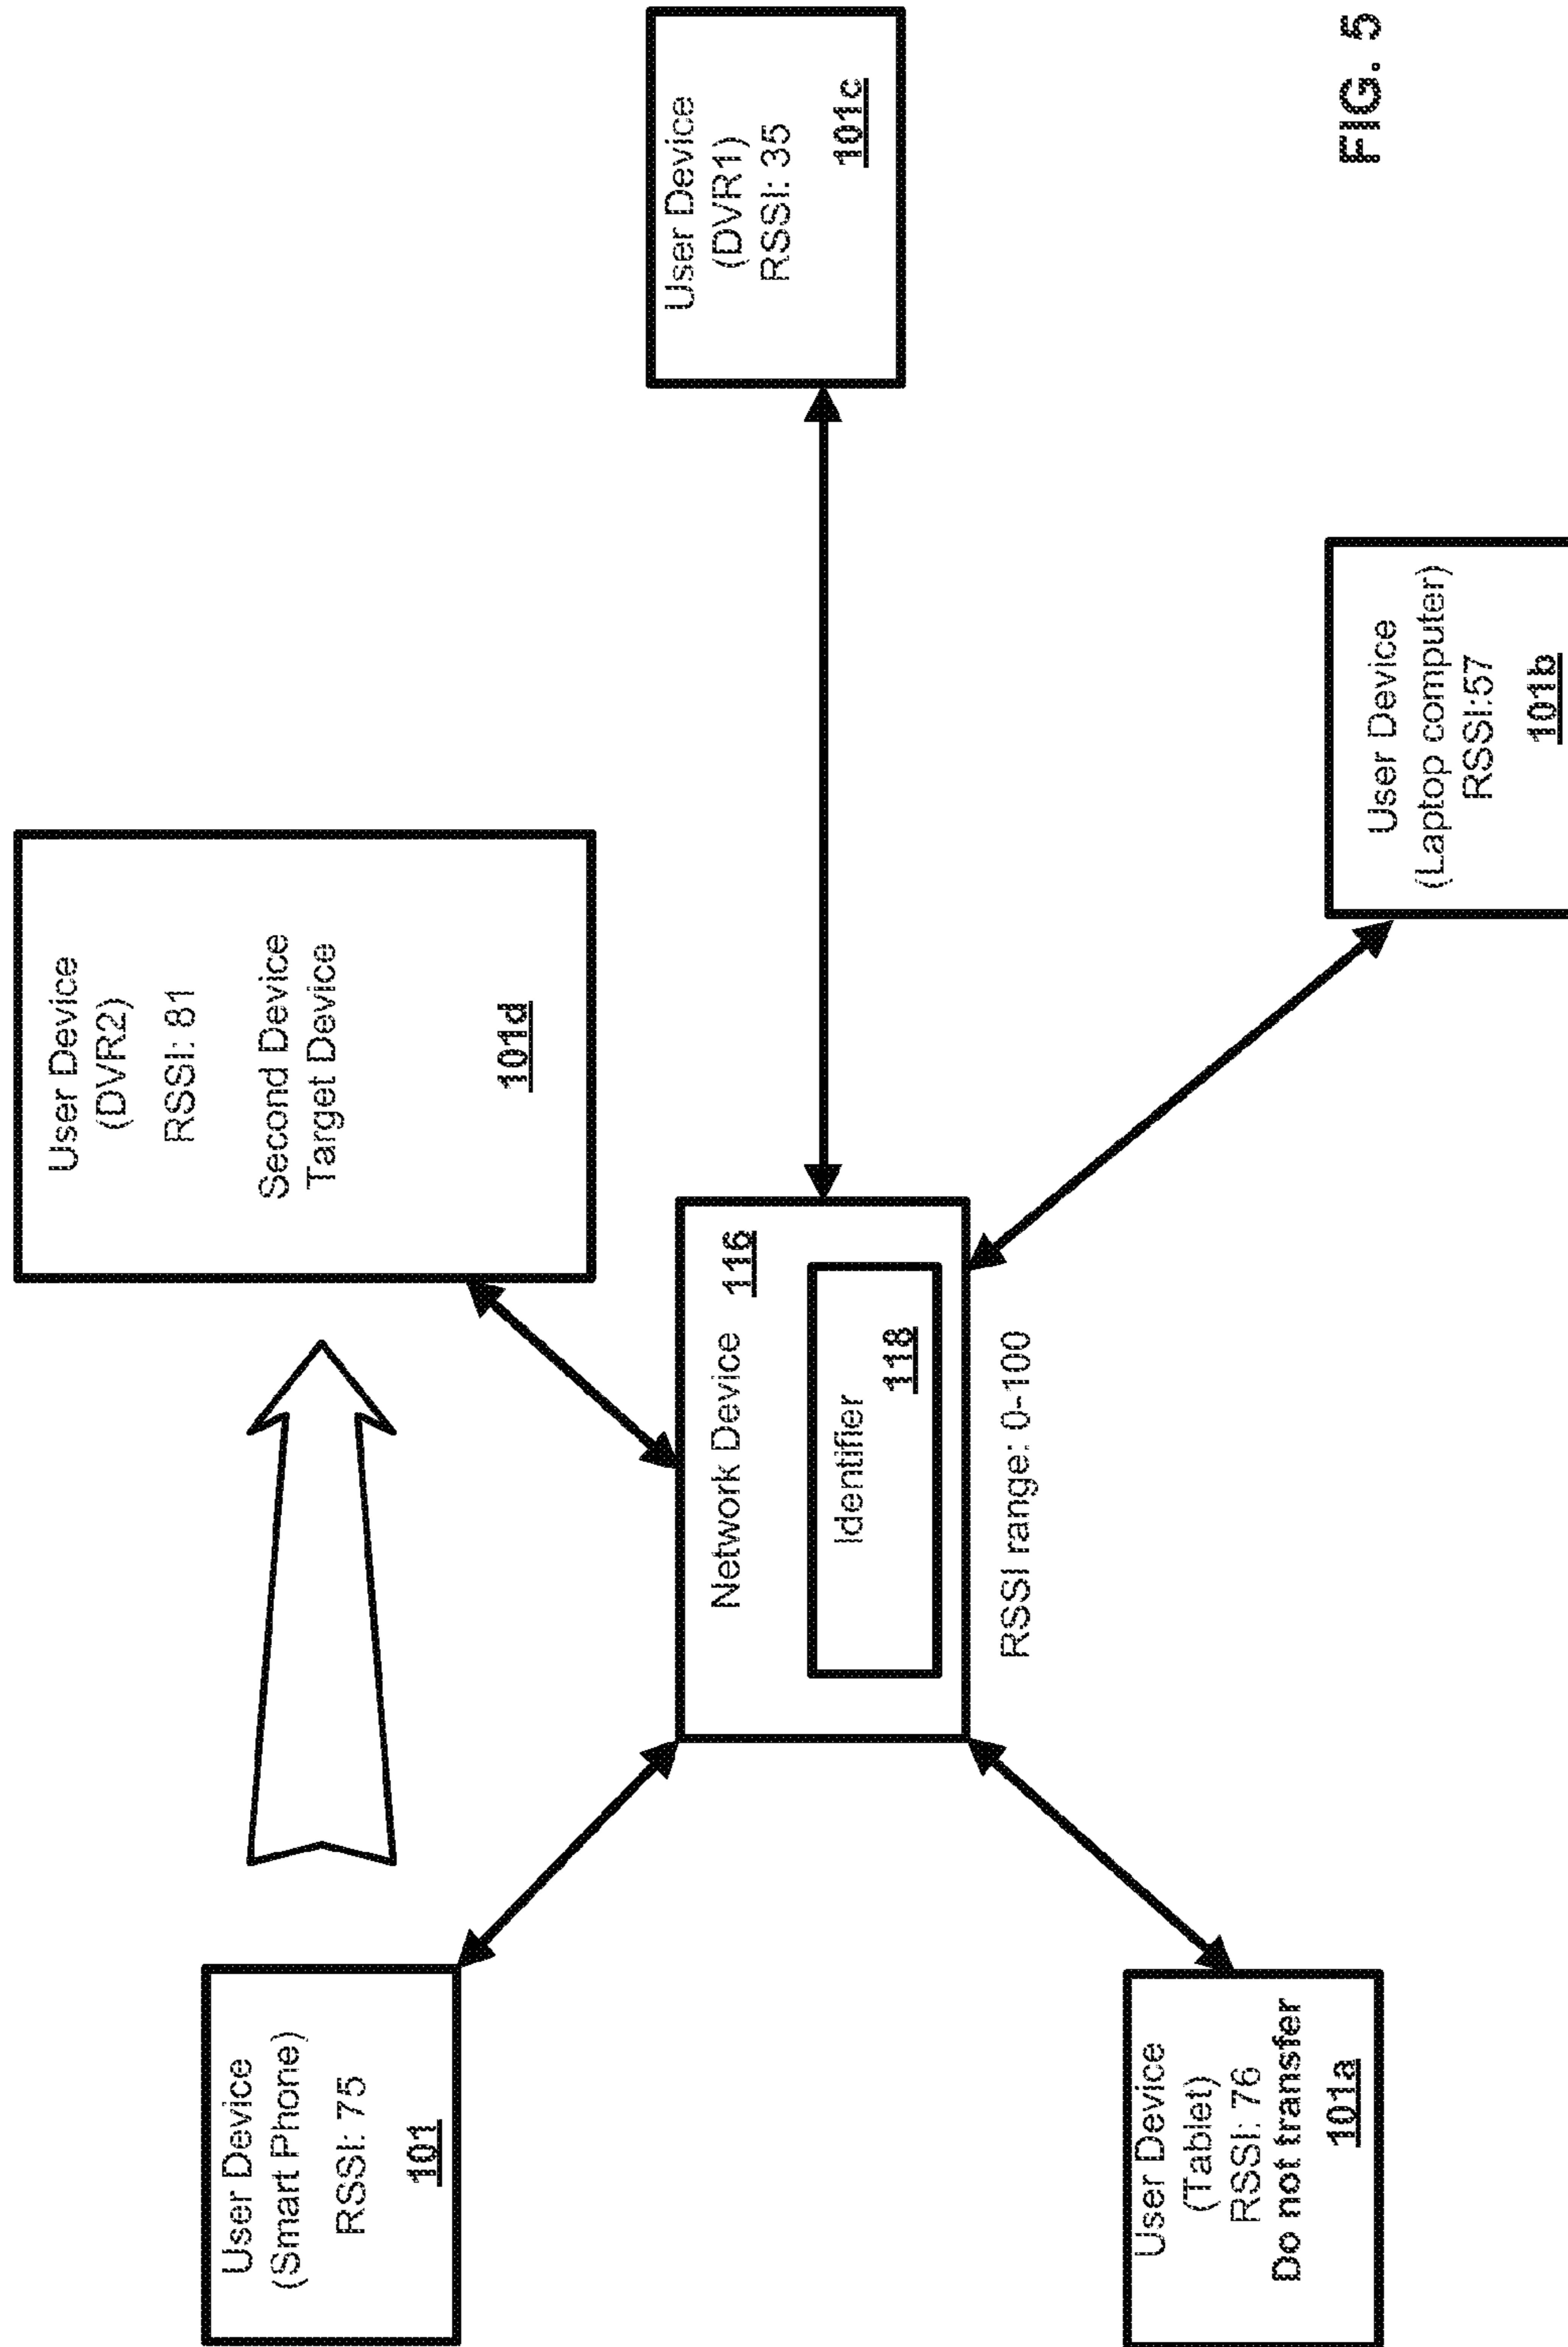 User Device
(Smart Phone)
RSSI: 75
101
User Device
(DVR2)
RSSI: 81
Second Device
Target Device
101d
User Device
(DVR1)
RSSI: 35
101c
Network Device 116
Identifier
118
RSSI range: 0-100
User Device
(Tablet)
RSSI: 76
Do not transfer
101a
User Device
(Laptop computer)
RSSI:57
101b
FIG. 5